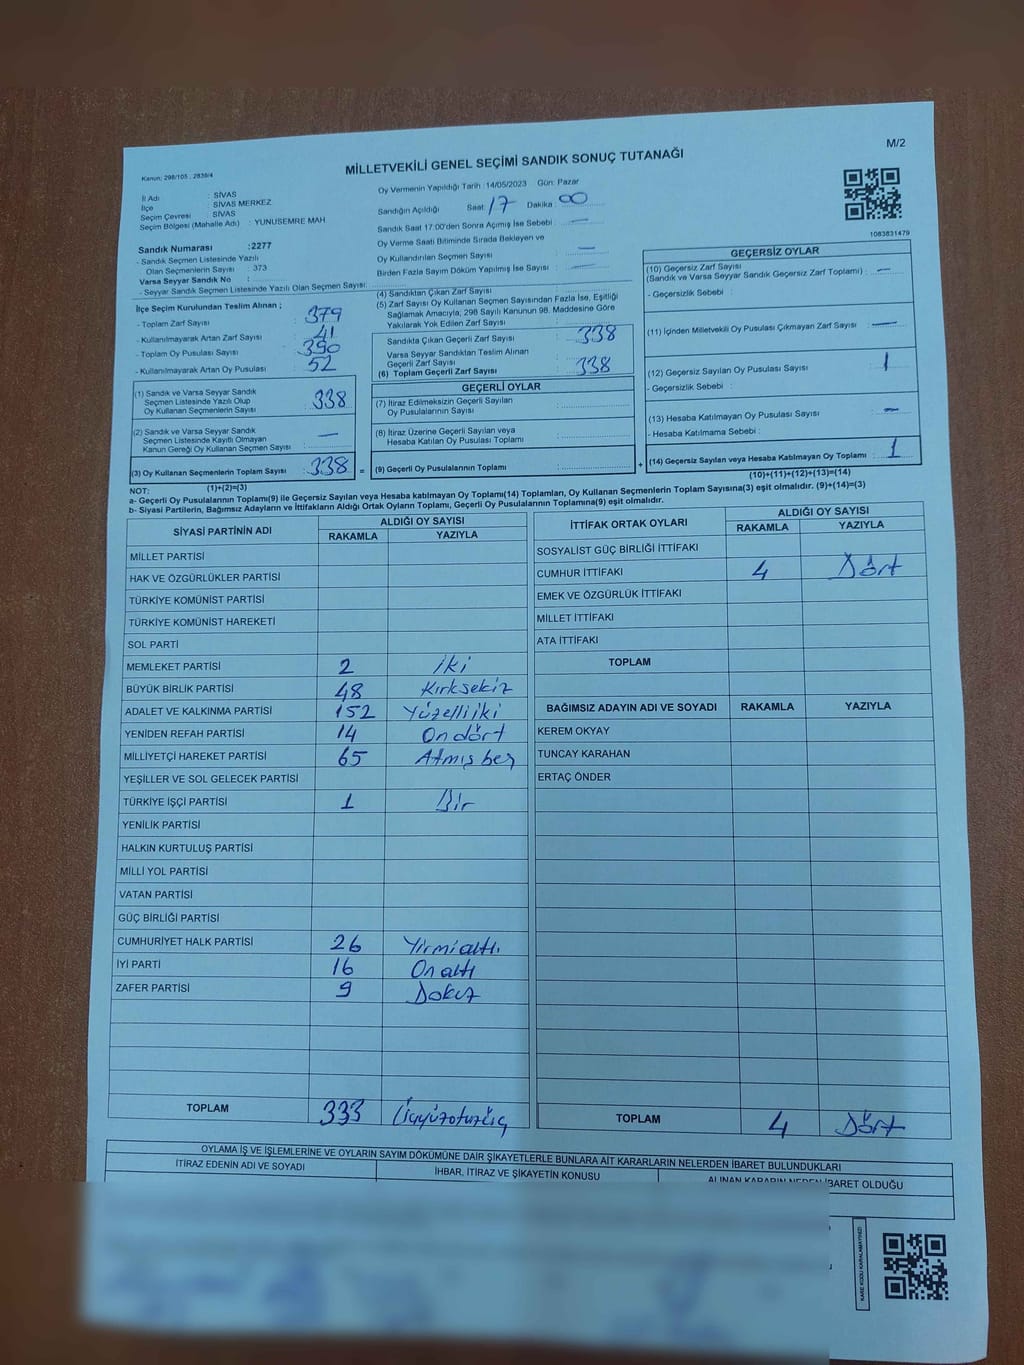 M/2
MİLLETVEKİLİ GENEL SEÇİMİ SANDIK SONUÇ TUTANAĞI
Kanun: 298/105 , 2839/4
İl Adı : SİVAS
İlçe : SİVAS MERKEZ
Seçim Çevresi : SİVAS
Seçim Bölgesi (Mahalle Adı) : YUNUSEMRE MAH
Sandık Numarası :2277
- Sandık Seçmen Listesinde Yazılı
Olan Seçmenlerin Sayısı : 373
Varsa Seyyar Sandık No :
- Seyyar Sandık Seçmen Listesinde Yazılı Olan Seçmen Sayısı:
Oy Vermenin Yapıldığı Tarih :14/05/2023 Gün: Pazar
Sandığın Açıldığı Saat: 17 Dakika: 00
Sandık Saat 17.00'den Sonra Açılmış İse Sebebi : —
Oy Verme Saati Bitiminde Sırada Bekleyen ve
Oy Kullandırılan Seçmen Sayısı : —
Birden Fazla Sayım Döküm Yapılmış İse Sayısı : —
1083831479
İlçe Seçim Kurulundan Teslim Alınan ;
- Toplam Zarf Sayısı : 379
- Kullanılmayarak Artan Zarf Sayısı : 41
- Toplam Oy Pusulası Sayısı : 390
- Kullanılmayarak Artan Oy Pusulası : 52
(1) Sandık ve Varsa Seyyar Sandık
Seçmen Listesinde Yazılı Olup
Oy Kullanan Seçmenlerin Sayısı : 338
(2) Sandık ve Varsa Seyyar Sandık
Seçmen Listesinde Kayıtlı Olmayan
Kanun Gereği Oy Kullanan Seçmen Sayısı : —
(3) Oy Kullanan Seçmenlerin Toplam Sayısı : 338
(1)+(2)=(3)
(4) Sandıktan Çıkan Zarf Sayısı :
(5) Zarf Sayısı Oy Kullanan Seçmen Sayısından Fazla İse, Eşitliği
Sağlamak Amacıyla; 298 Sayılı Kanunun 98. Maddesine Göre
Yakılarak Yok Edilen Zarf Sayısı :
Sandıkta Çıkan Geçerli Zarf Sayısı : 338
Varsa Seyyar Sandıktan Teslim Alınan
Geçerli Zarf Sayısı :
(6) Toplam Geçerli Zarf Sayısı : 338
GEÇERLİ OYLAR
(7) İtiraz Edilmeksizin Geçerli Sayılan
Oy Pusulalarının Sayısı :
(8) İtiraz Üzerine Geçerli Sayılan veya
Hesaba Katılan Oy Pusulası Toplamı :
= (9) Geçerli Oy Pusulalarının Toplamı :
GEÇERSİZ OYLAR
(10) Geçersiz Zarf Sayısı
(Sandık ve Varsa Seyyar Sandık Geçersiz Zarf Toplamı) : —
- Geçersizlik Sebebi :
(11) İçinden Milletvekili Oy Pusulası Çıkmayan Zarf Sayısı : —
(12) Geçersiz Sayılan Oy Pusulası Sayısı : 1
- Geçersizlik Sebebi :
(13) Hesaba Katılmayan Oy Pusulası Sayısı : —
- Hesaba Katılmama Sebebi :
+ (14) Geçersiz Sayılan veya Hesaba Katılmayan Oy Toplamı : 1
(10)+(11)+(12)+(13)=(14)
NOT:
a- Geçerli Oy Pusulalarının Toplamı(9) ile Geçersiz Sayılan veya Hesaba katılmayan Oy Toplamı(14) Toplamları, Oy Kullanan Seçmenlerin Toplam Sayısına(3) eşit olmalıdır. (9)+(14)=(3)
b- Siyasi Partilerin, Bağımsız Adayların ve İttifakların Aldığı Ortak Oyların Toplamı, Geçerli Oy Pusulalarının Toplamına(9) eşit olmalıdır.
SİYASİ PARTİNİN ADI ALDIĞI OY SAYISI
RAKAMLA YAZIYLA
MİLLET PARTİSİ
HAK VE ÖZGÜRLÜKLER PARTİSİ
TÜRKİYE KOMÜNİST PARTİSİ
TÜRKİYE KOMÜNİST HAREKETİ
SOL PARTİ
MEMLEKET PARTİSİ 2 iki
BÜYÜK BİRLİK PARTİSİ 48 Kırksekiz
ADALET VE KALKINMA PARTİSİ 152 Yüzelliiki
YENİDEN REFAH PARTİSİ 14 Ondört
MİLLİYETÇİ HAREKET PARTİSİ 65 Atmış beş
YEŞİLLER VE SOL GELECEK PARTİSİ
TÜRKİYE İŞÇİ PARTİSİ 1 Bir
YENİLİK PARTİSİ
HALKIN KURTULUŞ PARTİSİ
MİLLİ YOL PARTİSİ
VATAN PARTİSİ
GÜÇ BİRLİĞİ PARTİSİ
CUMHURİYET HALK PARTİSİ 26 Yirmialtı
İYİ PARTİ 16 Onaltı
ZAFER PARTİSİ 9 Dokuz
TOPLAM 333 Üçyüzotuzüç
İTTİFAK ORTAK OYLARI ALDIĞI OY SAYISI
RAKAMLA YAZIYLA
SOSYALİST GÜÇ BİRLİĞİ İTTİFAKI
CUMHUR İTTİFAKI 4 Dört
EMEK VE ÖZGÜRLÜK İTTİFAKI
MİLLET İTTİFAKI
ATA İTTİFAKI
TOPLAM
BAĞIMSIZ ADAYIN ADI VE SOYADI RAKAMLA YAZIYLA
KEREM OKYAY
TUNCAY KARAHAN
ERTAÇ ÖNDER
TOPLAM 4 Dört
OYLAMA İŞ VE İŞLEMLERİNE VE OYLARIN SAYIM DÖKÜMÜNE DAİR ŞİKAYETLERLE BUNLARA AİT KARARLARIN NELERDEN İBARET BULUNDUKLARI
İTİRAZ EDENİN ADI VE SOYADI İHBAR, İTİRAZ VE ŞİKAYETİN KONUSU ALINAN KARARIN NEDEN İBARET OLDUĞU
KARE KODU KARALAMAYINIZ!